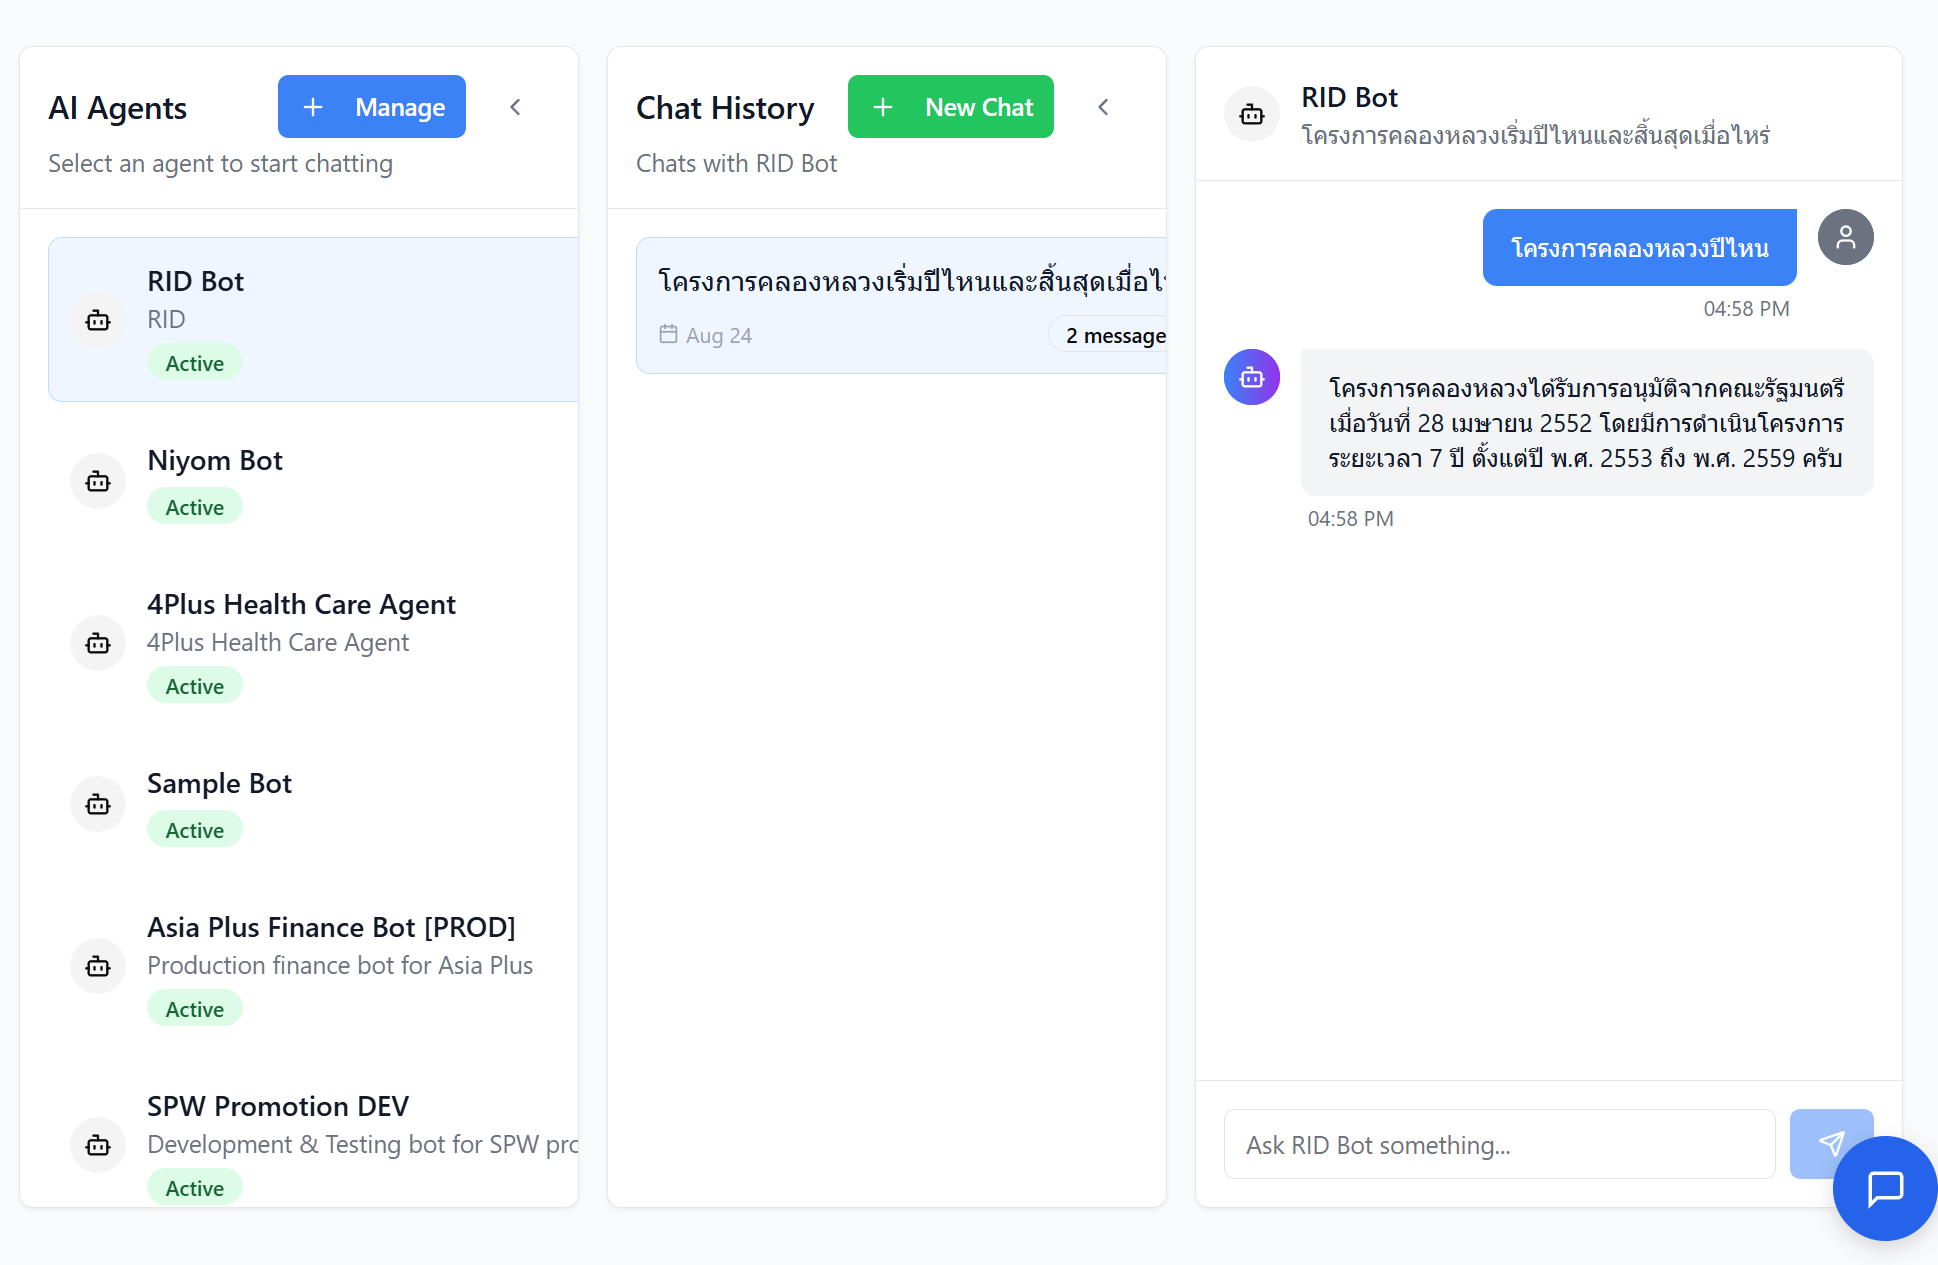 AI Agents
Manage
Select an agent to start chatting
RID Bot
RID
Active
Niyom Bot
Active
4Plus Health Care Agent
4Plus Health Care Agent
Active
Sample Bot
Active
Asia Plus Finance Bot [PROD]
Production finance bot for Asia Plus
Active
SPW Promotion DEV
Development & Testing bot for SPW
Active
Chat History
New Chat
Chats with RID Bot
โครงการคลองหลวงเริ่มปีไหนและสิ้นสุดเมื่อ
Aug 24
2 message
RID Bot
โครงการคลองหลวงเริ่มปีไหนและสิ้นสุดเมื่อไหร่
โครงการคลองหลวงปีไหน
04:58 PM
โครงการคลองหลวงได้รับการอนุมัติจากคณะรัฐมนตรี
เมื่อวันที่ 28 เมษายน 2552 โดยมีการดำเนินโครงการ
ระยะเวลา 7 ปี ตั้งแต่ปี พ.ศ. 2553 ถึง พ.ศ. 2559 ครับ
04:58 PM
Ask RID Bot something...